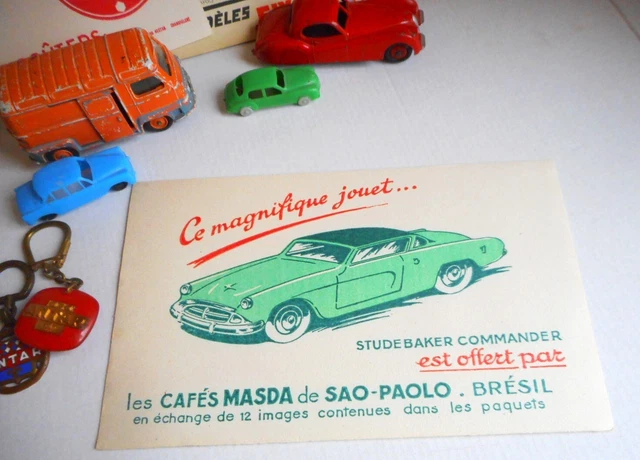 DÈLES
Ce magnifique jouet...
STUDEBAKER COMMANDER
est offert par
les CAFÉS MASDA de SAO-PAOLO . BRÉSIL
en échange de 12 images contenues dans les paquets